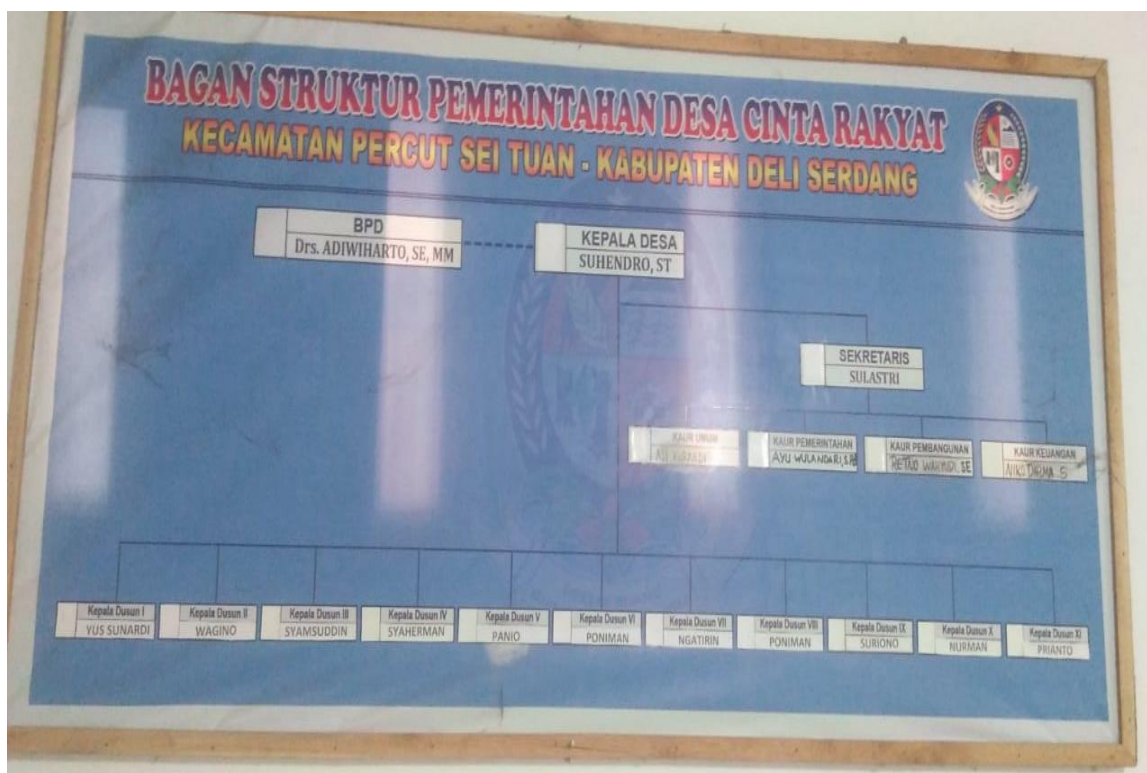 BAGAN STRUKTUR PEMERINTAHAN DESA CINTA RAKYAT
KECAMATAN PERCUT SEI TUAN - KABUPATEN DELI SERDANG
BPD
Drs. ADIWIHARTO, SE, MM
KEPALA DESA
SUHENDRO, ST
SEKRETARIS
SULASTRI
KAUR UMUM
KAUR PEMERINTAHAN
AYU WULANDARI, S.Pd
KAUR PEMBANGUNAN
WAHYUDI. SE
KAUR KEUANGAN
Kepala Dusun I
YUS SUNARDI
Kepala Dusun II
WAGINO
Kepala Dusun III
SYAMSUDDIN
Kepala Dusun IV
SYAHERMAN
Kepala Dusun V
PANIO
Kepala Dusun VI
PONIMAN
Kepala Dusun VII
NGATIRIN
Kepala Dusun VIII
PONIMAN
Kepala Dusun IX
SURIONO
Kepala Dusun X
NURMAN
Kepala Dusun XI
PRIANTO